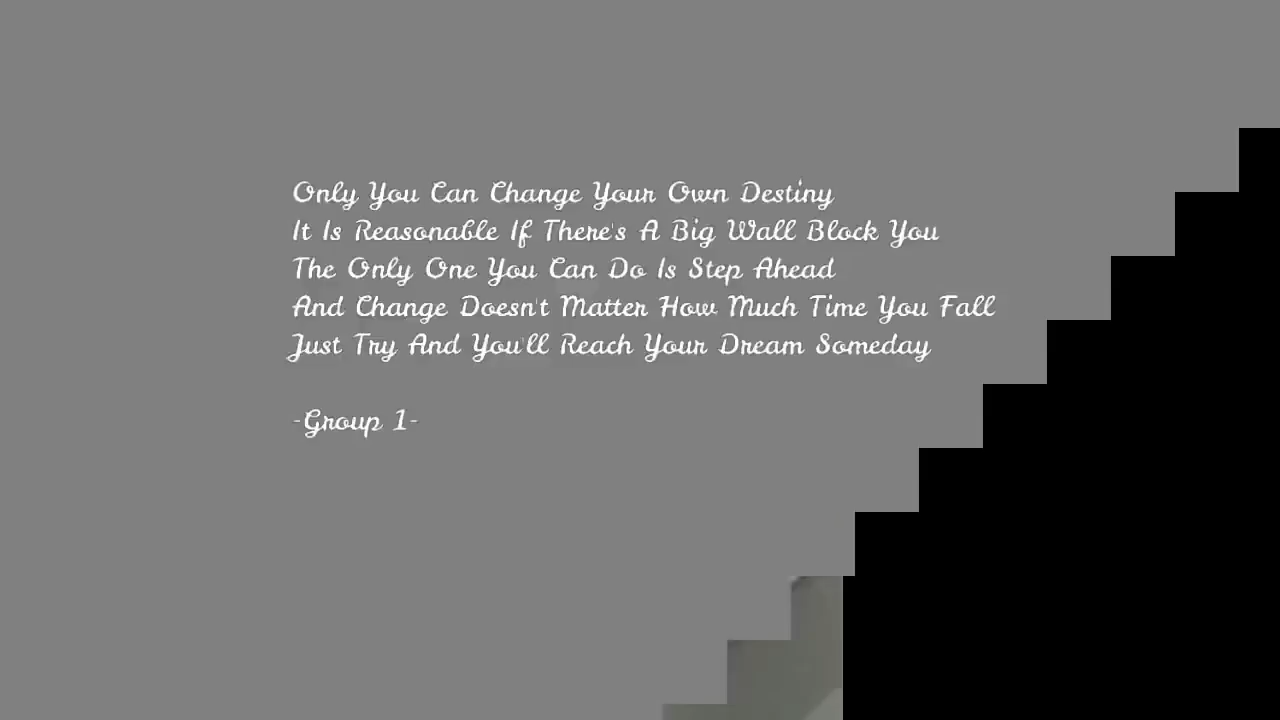 Only You Can Change Your Own Destiny
It Is Reasonable If There's A Big Wall Block You
The Only One You Can Do Is Step Ahead
And Change Doesn't Matter How Much Time You Fall
Just Try And You'll Reach Your Dream Someday
-Group 1-